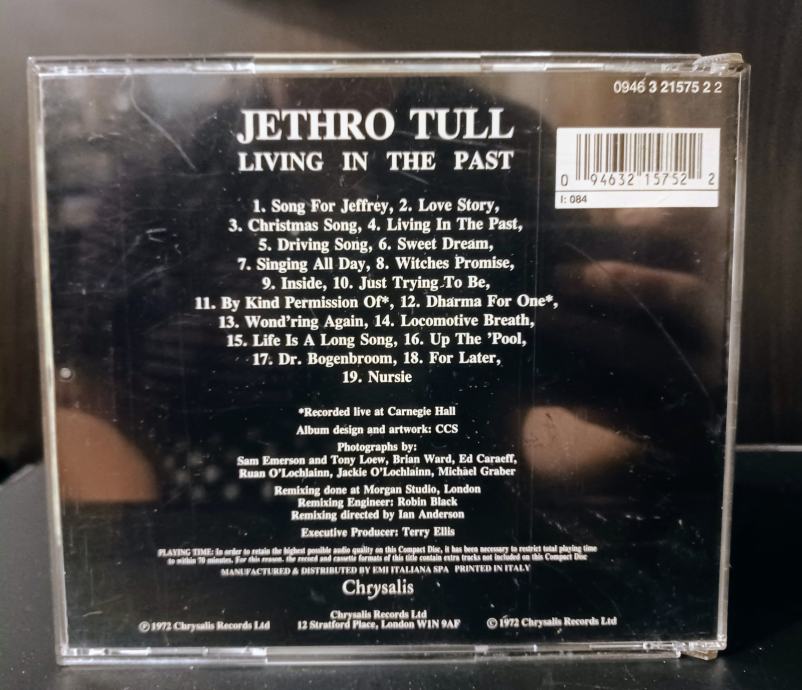 0946 3 21575 2 2
JETHRO TULL
LIVING IN THE PAST
0 94632 15752 2
I: 084
1. Song For Jeffrey, 2. Love Story,
3. Christmas Song, 4. Living In The Past,
5. Driving Song, 6. Sweet Dream,
7. Singing All Day, 8. Witches Promise,
9. Inside, 10. Just Trying To Be,
11. By Kind Permission Of*, 12. Dharma For One*,
13. Wond'ring Again, 14. Locomotive Breath,
15. Life Is A Long Song, 16. Up The 'Pool,
17. Dr. Bogenbroom, 18. For Later,
19. Nursie
*Recorded live at Carnegie Hall
Album design and artwork: CCS
Photographs by:
Sam Emerson and Tony Loew, Brian Ward, Ed Caraeff,
Ruan O'Lochlainn, Jackie O'Lochlainn, Michael Graber
Remixing done at Morgan Studio, London
Remixing Engineer: Robin Black
Remixing directed by Ian Anderson
Executive Producer: Terry Ellis
PLAYING TIME: In order to retain the highest possible audio quality on this Compact Disc, it has been necessary to restrict total playing time
to within 70 minutes. For this reason, the record and cassette formats of this title contain extra tracks not included on this Compact Disc
MANUFACTURED & DISTRIBUTED BY EMI ITALIANA SPA PRINTED IN ITALY
Chrysalis
Chrysalis Records Ltd
℗ 1972 Chrysalis Records Ltd 12 Stratford Place, London W1N 9AF © 1972 Chrysalis Records Ltd